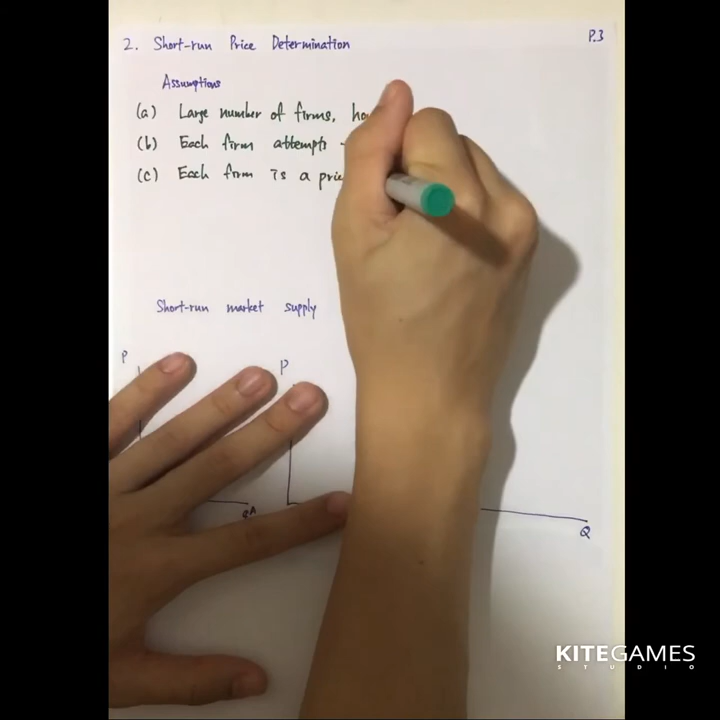 2. Short-run Price Determination
P.3
Assumptions
(a) Large number of firms,
(b) Each firm attempts
(c) Each firm is a
Short-run market supply
P
P
qA
Q
KITEGAMES
STUDIO